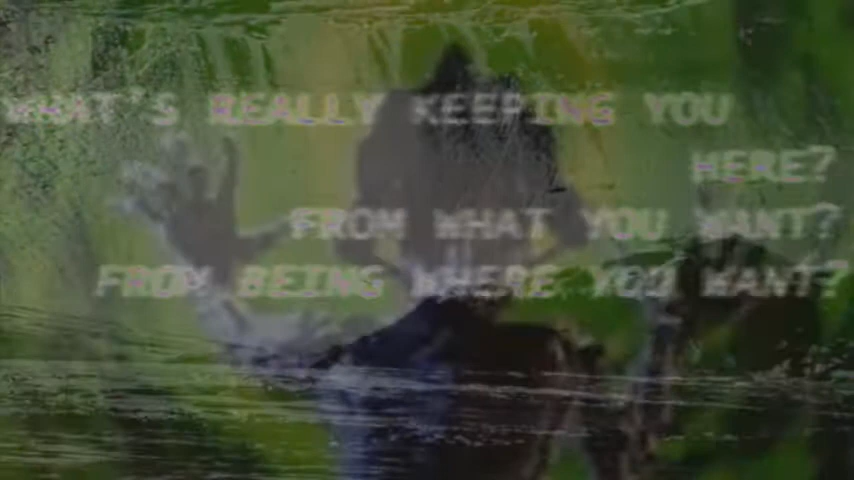 WHAT'S REALLY KEEPING YOU
HERE?
FROM WHAT YOU WANT?
FROM BEING WHERE YOU WANT?